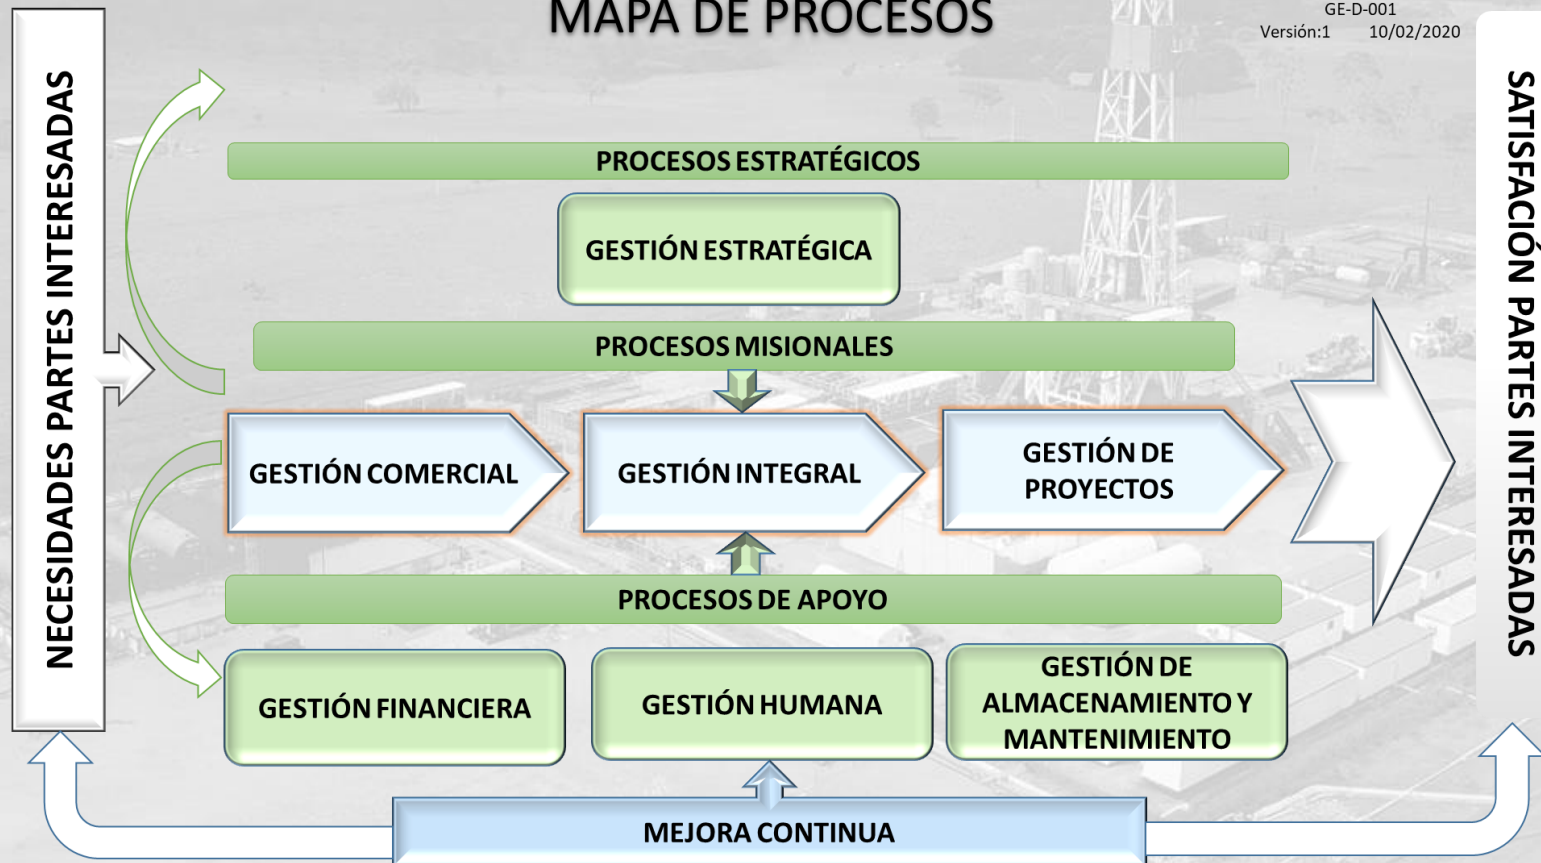 MAPA DE PROCESOS
GE-D-001
Versión:1 10/02/2020
NECESIDADES PARTES INTERESADAS
PROCESOS ESTRATÉGICOS
GESTIÓN ESTRATÉGICA
PROCESOS MISIONALES
GESTIÓN COMERCIAL
GESTIÓN INTEGRAL
GESTIÓN DE
PROYECTOS
PROCESOS DE APOYO
GESTIÓN FINANCIERA
GESTIÓN HUMANA
GESTIÓN DE
ALMACENAMIENTO Y
MANTENIMIENTO
MEJORA CONTINUA
SATISFACIÓN PARTES INTERESADAS